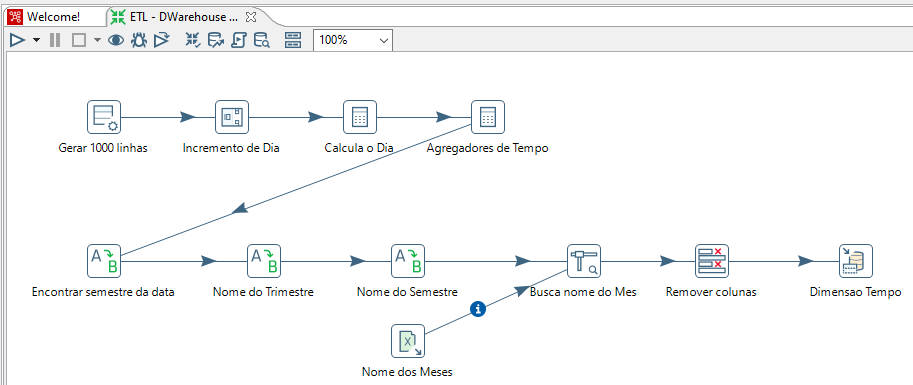 Welcome!
ETL - DWarehouse ...
100%
Gerar 1000 linhas
Incremento de Dia
Calcula o Dia
Agregadores de Tempo
Encontrar semestre da data
Nome do Trimestre
Nome do Semestre
Busca nome do Mes
Remover colunas
Dimensao Tempo
Nome dos Meses